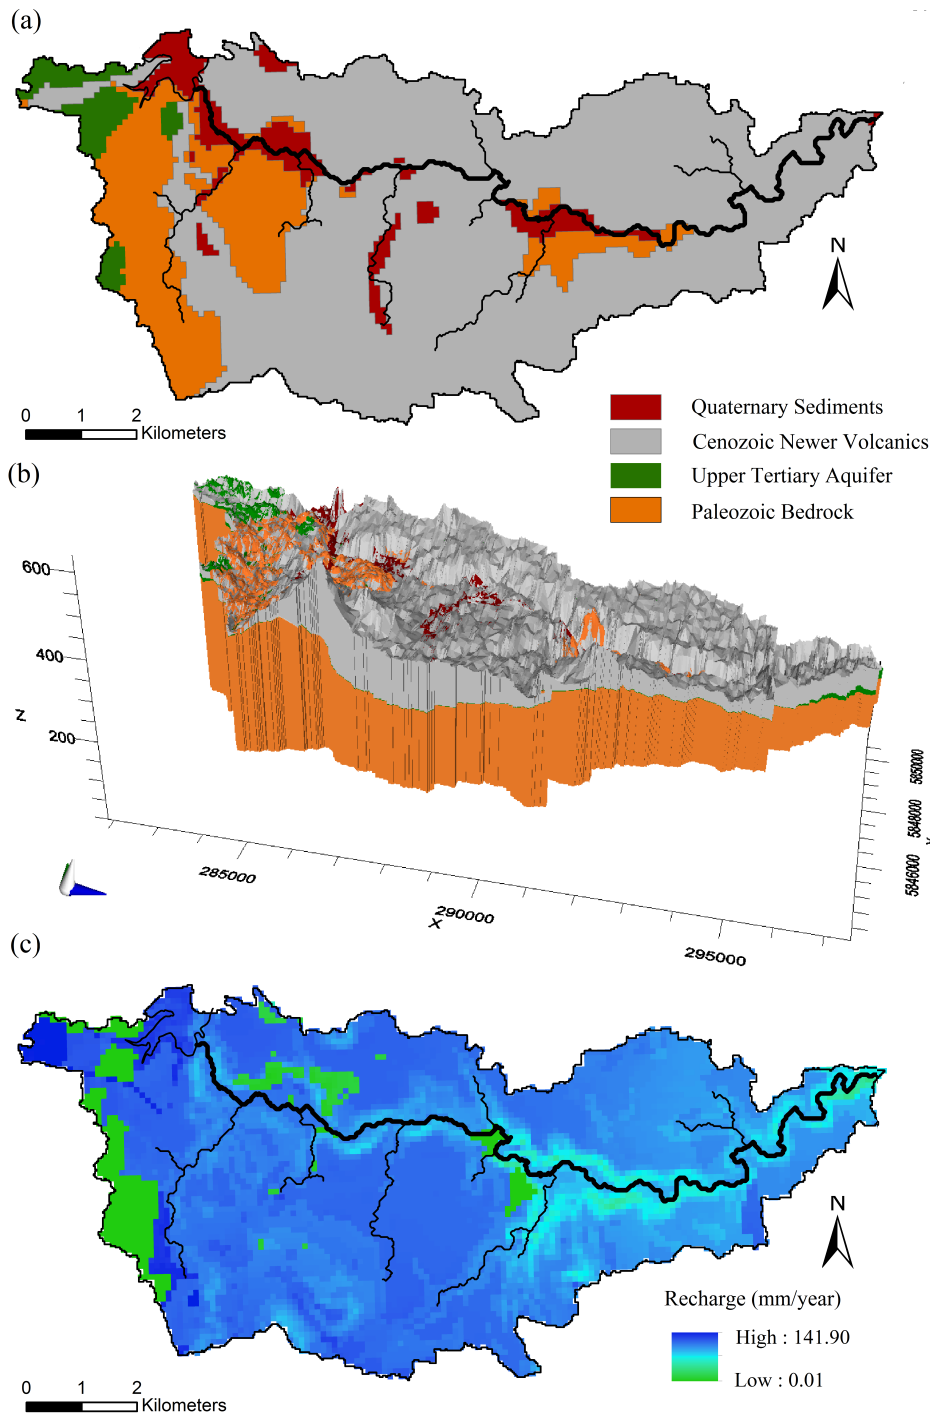 (a)
N
0 1 2
Kilometers
Quaternary Sediments
Cenozoic Newer Volcanics
Upper Tertiary Aquifer
Paleozoic Bedrock
(b)
600
400
Z
200
285000
290000
X
295000
5850000
5848000
5846000
(c)
N
Recharge (mm/year)
High : 141.90
Low : 0.01
0 1 2
Kilometers